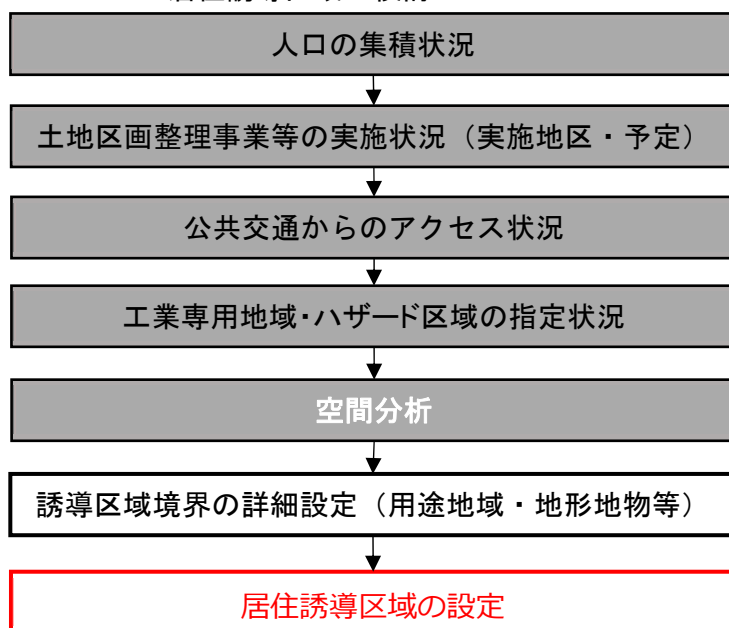 人口の集積状況
土地区画整理事業等の実施状況（実施地区・予定）
公共交通からのアクセス状況
工業専用地域・ハザード区域の指定状況
空間分析
誘導区域境界の詳細設定（用途地域・地形地物等）
居住誘導区域の設定